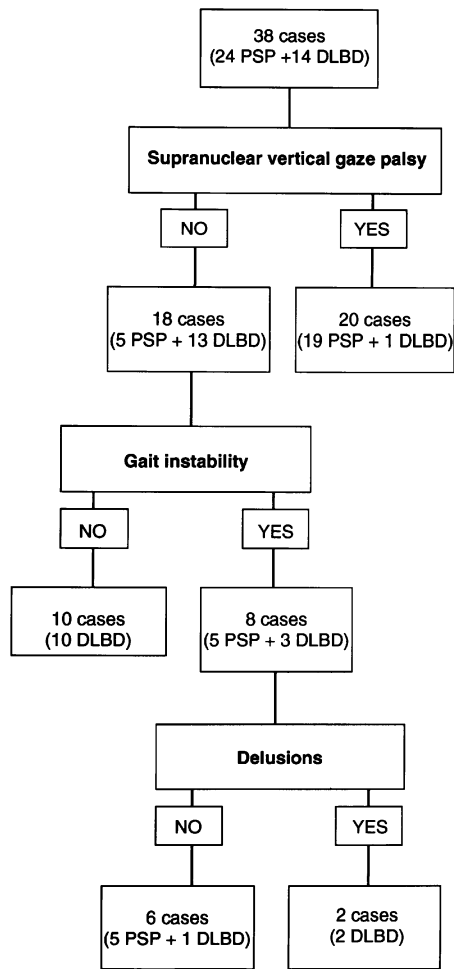 38 cases
(24 PSP +14 DLBD)
Supranuclear vertical gaze palsy
NO
YES
18 cases
(5 PSP + 13 DLBD)
20 cases
(19 PSP + 1 DLBD)
Gait instability
NO
YES
10 cases
(10 DLBD)
8 cases
(5 PSP + 3 DLBD)
Delusions
NO
YES
6 cases
(5 PSP + 1 DLBD)
2 cases
(2 DLBD)